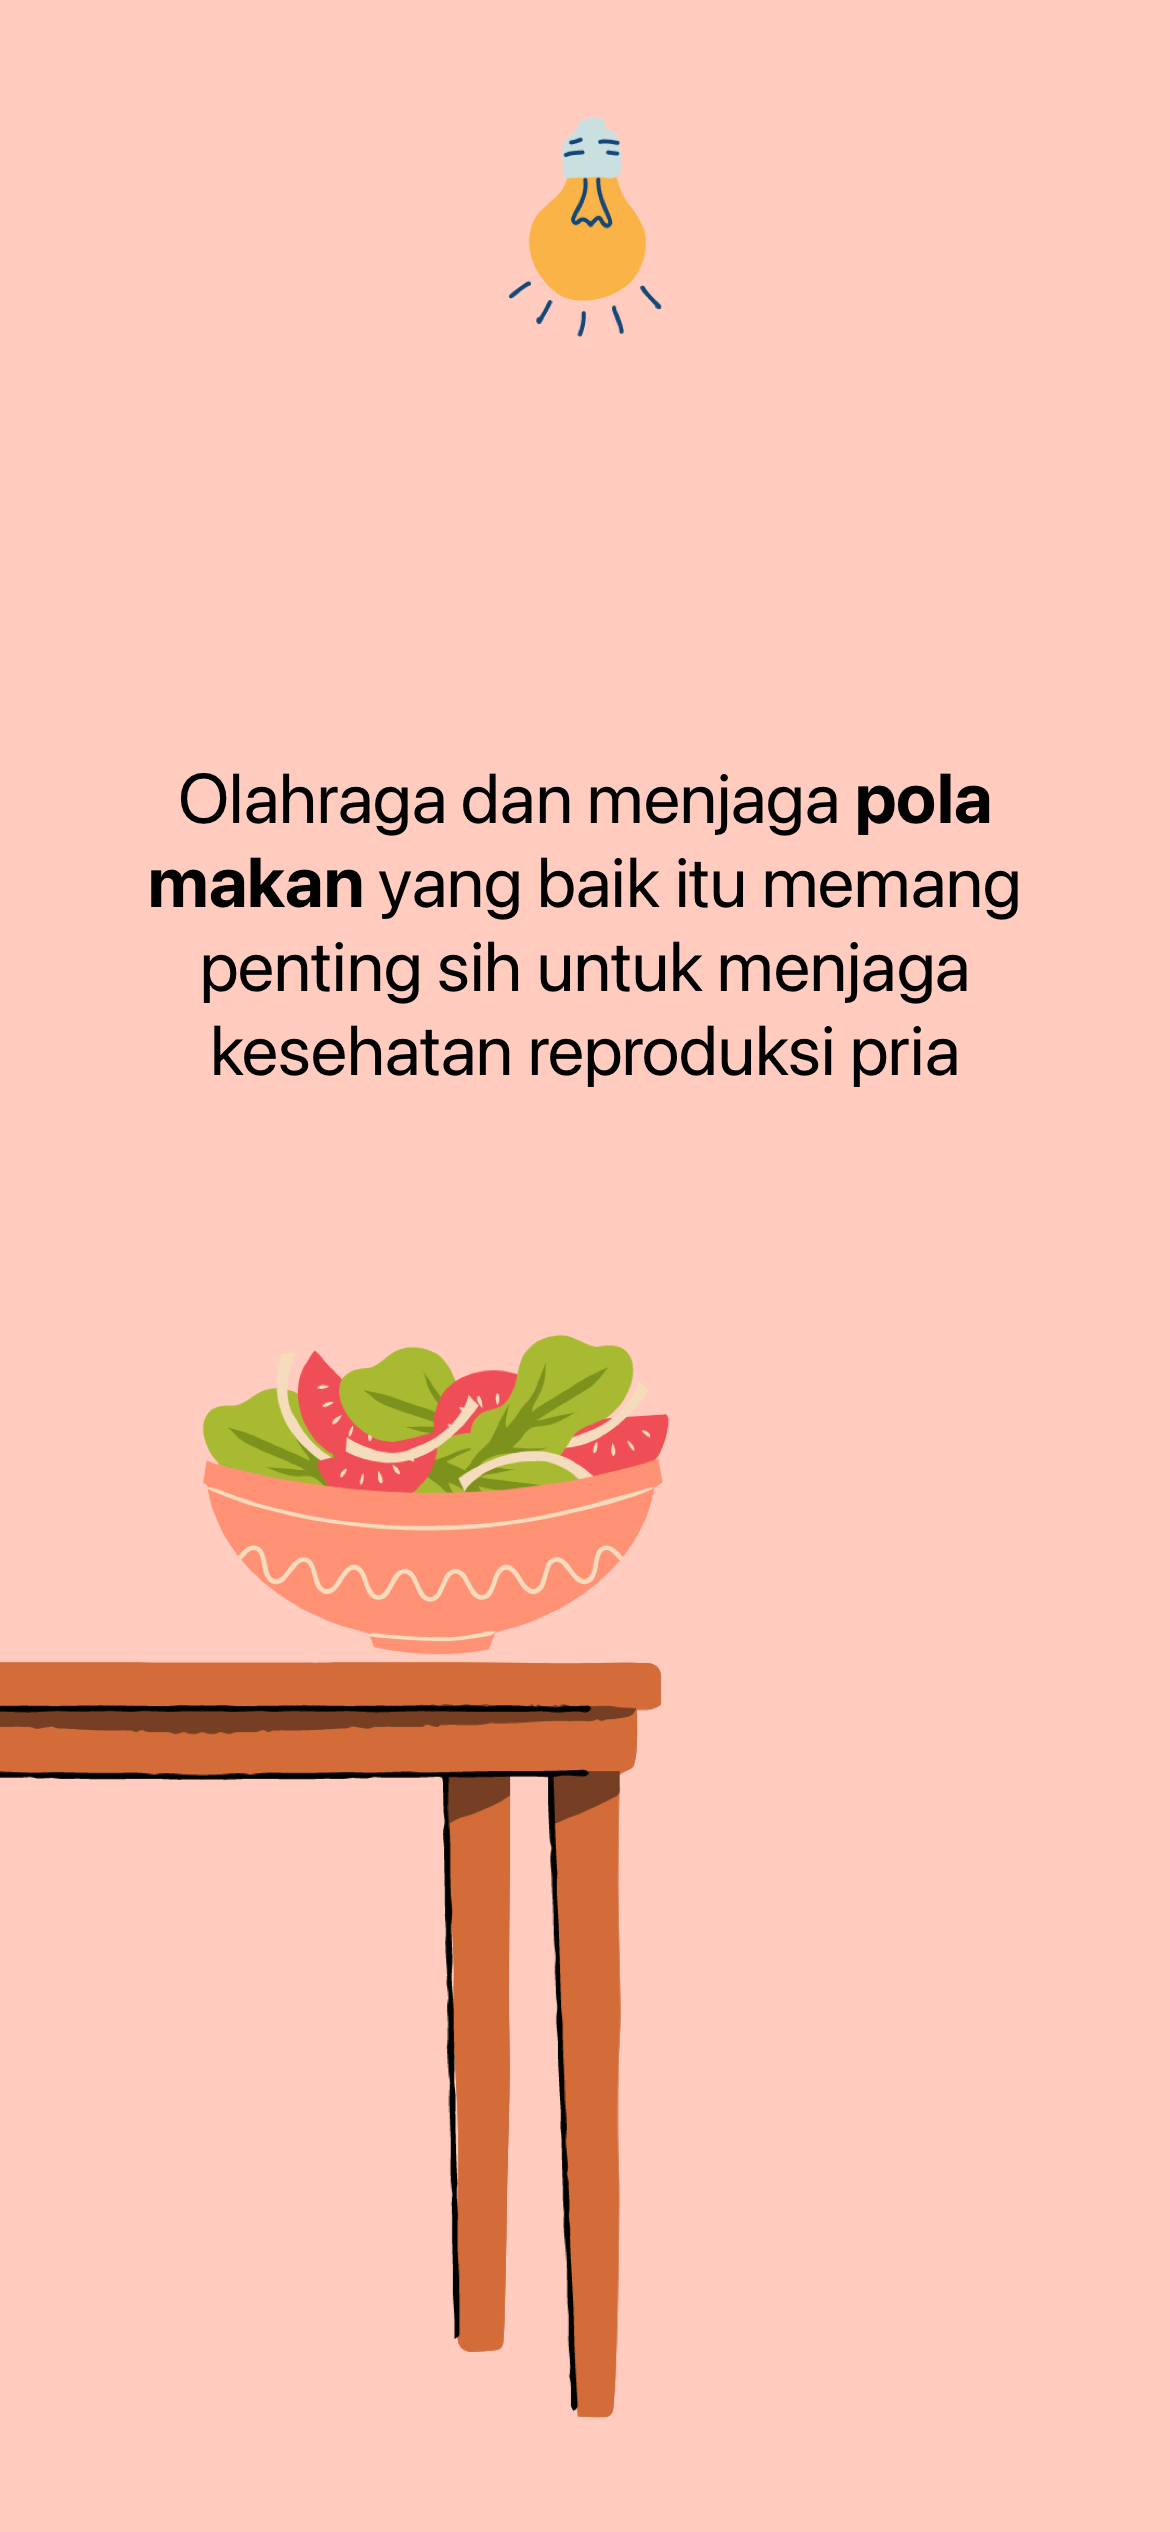 Olahraga dan menjaga pola
makan yang baik itu memang
penting sih untuk menjaga
kesehatan reproduksi pria